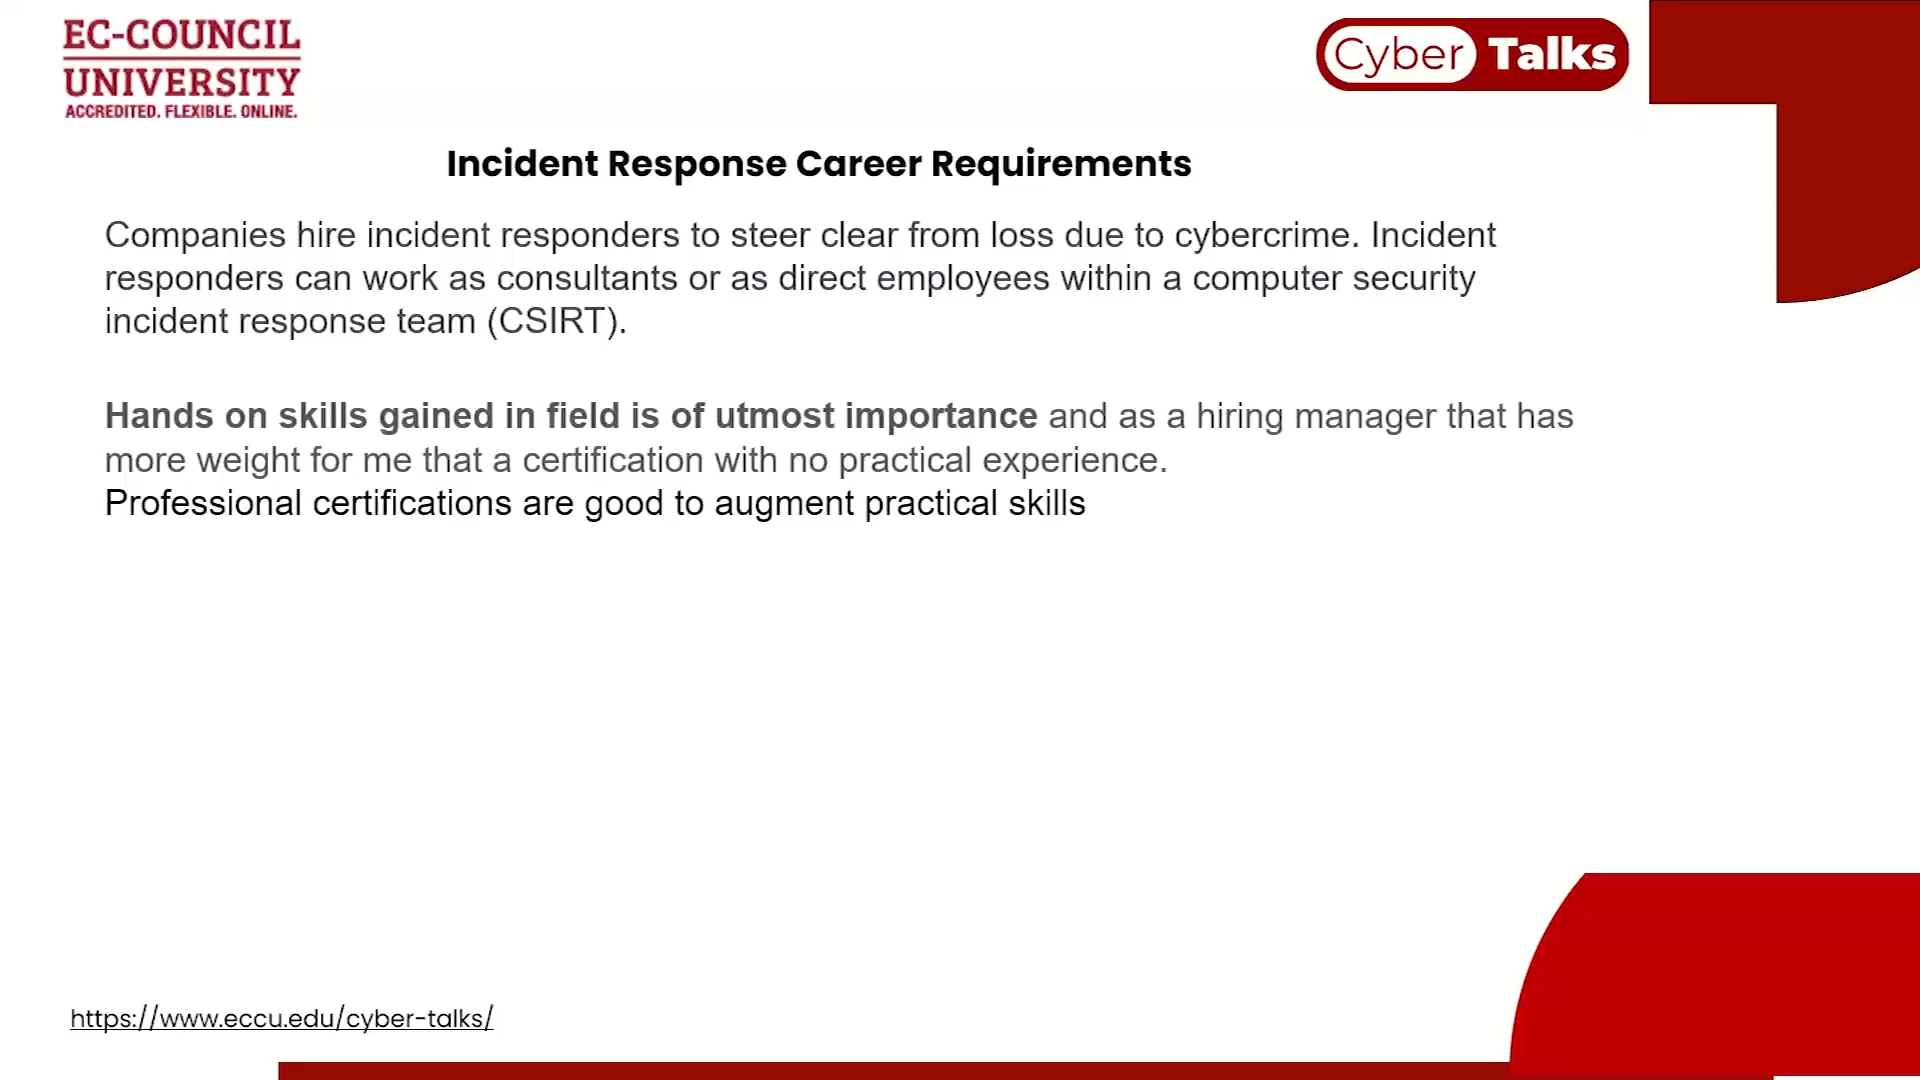 EC-COUNCIL
UNIVERSITY
ACCREDITED. FLEXIBLE. ONLINE.
Cyber Talks
Incident Response Career Requirements
Companies hire incident responders to steer clear from loss due to cybercrime. Incident
responders can work as consultants or as direct employees within a computer security
incident response team (CSIRT).
Hands on skills gained in field is of utmost importance and as a hiring manager that has
more weight for me that a certification with no practical experience.
Professional certifications are good to augment practical skills
https://www.eccu.edu/cyber-talks/